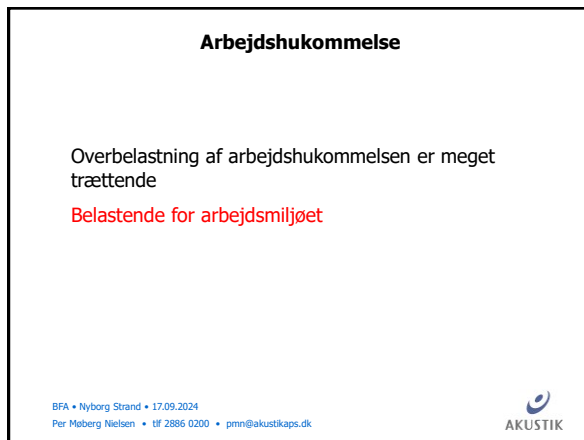 Arbejdshukommelse
Overbelastning af arbejdshukommelsen er meget
trættende
Belastende for arbejdsmiljøet
BFA • Nyborg Strand • 17.09.2024
Per Møberg Nielsen • tlf 2886 0200 • pmn@akustikaps.dk
AKUSTIK